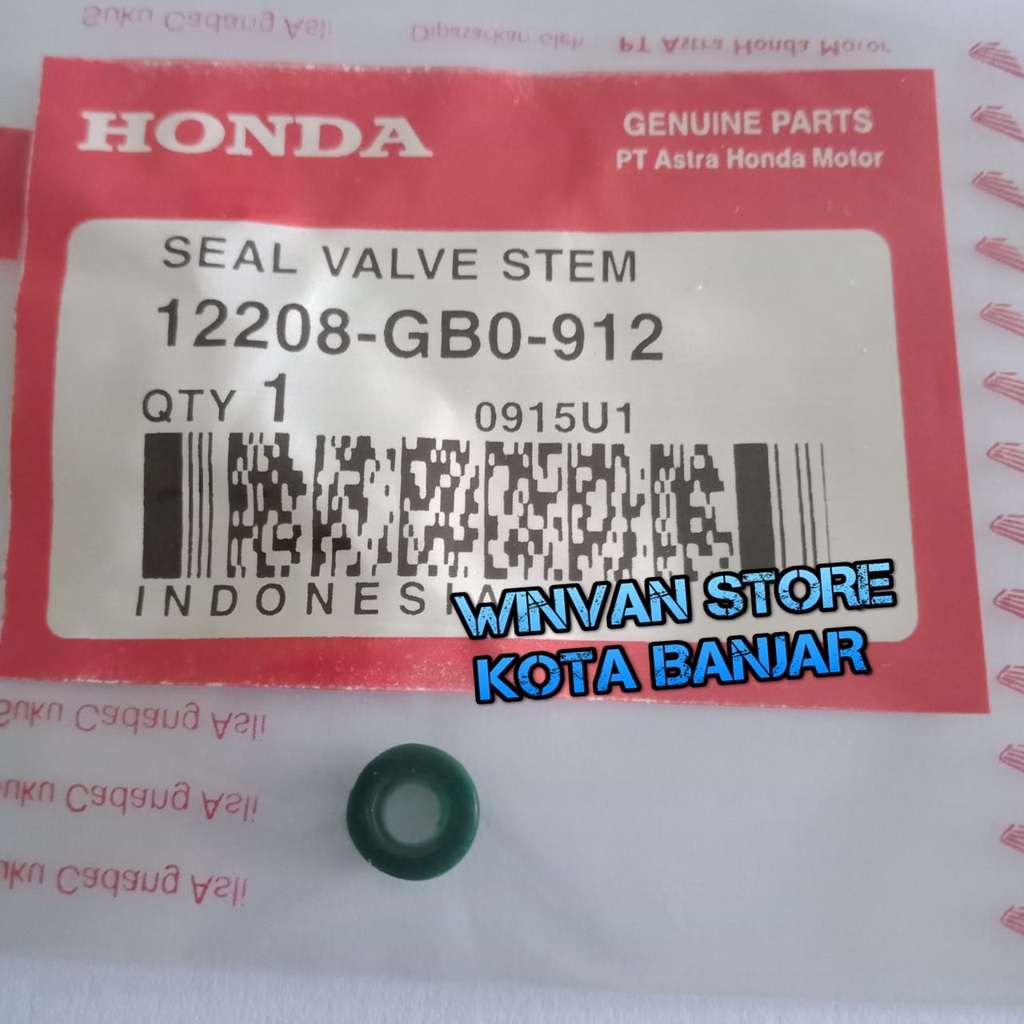 Suku Cadang Asli
Dipasarkan oleh : PT Astra Honda Motor
HONDA
GENUINE PARTS
PT Astra Honda Motor
SEAL VALVE STEM
12208-GB0-912
QTY 1
0915U1
INDONESIA
WINVAN STORE
KOTA BANJAR
Suku Cadang Asli
Suku Cadang Asli
Suku Cadang Asli